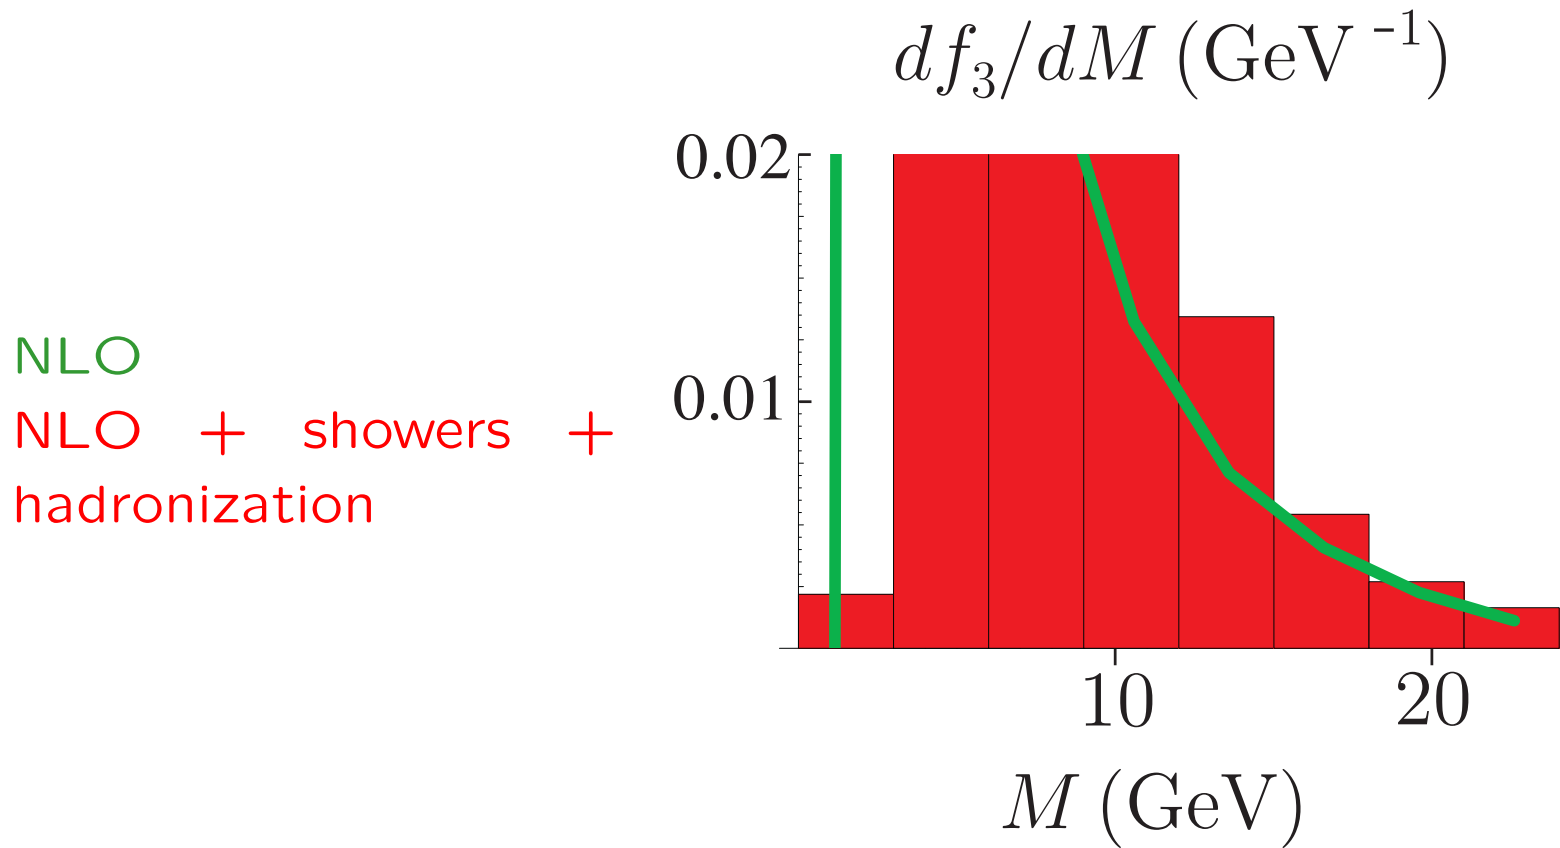 df₃/dM (GeV ⁻¹)
0.02
0.01
NLO
NLO + showers +
hadronization
10 20
M (GeV)